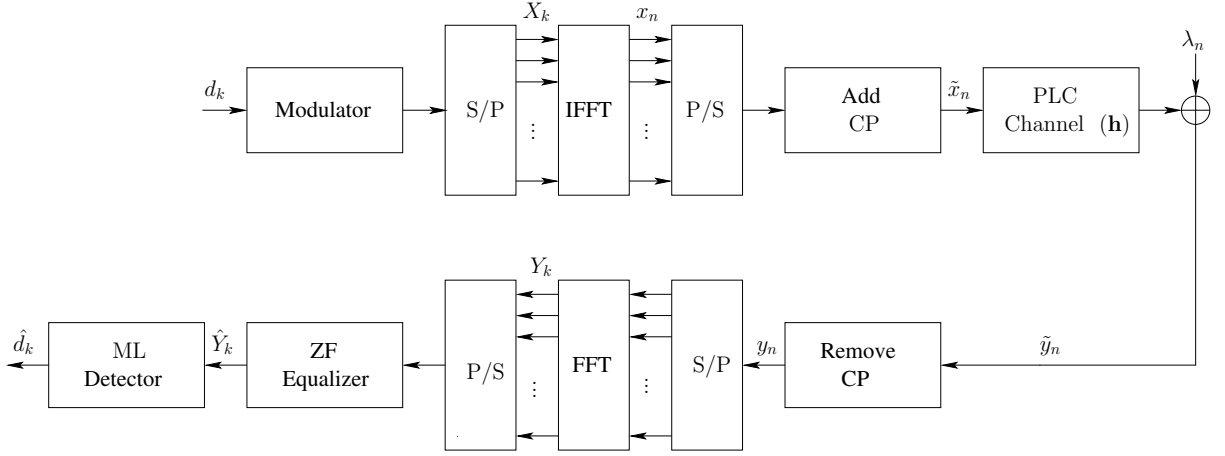 X_k
x_n
λ_n
d_k
Modulator
S/P
⋮
IFFT
⋮
P/S
Add
CP
x̃_n
PLC
Channel (h)
Y_k
d̂_k
ML
Detector
Ŷ_k
ZF
Equalizer
P/S
⋮
FFT
⋮
S/P
y_n
Remove
CP
ỹ_n